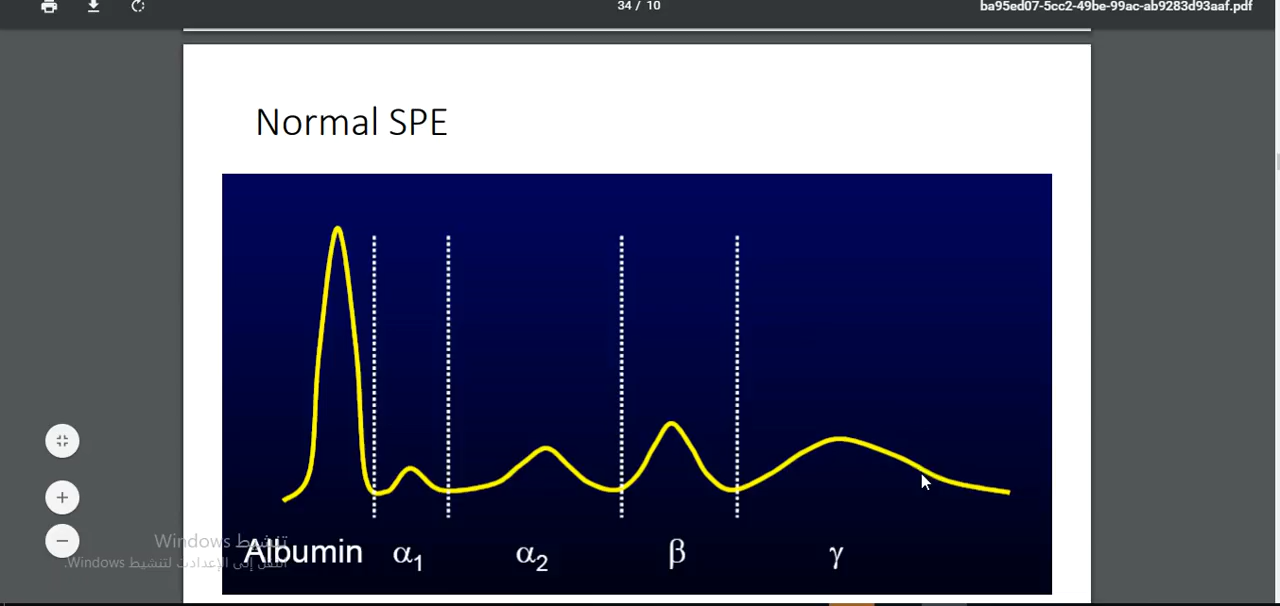 34 / 10
ba95ed07-5cc2-49be-99ac-ab9283d93aaf.pdf
Normal SPE
Albumin α₁ α₂ β γ
تنشيط Windows
انتقل إلى الإعدادات لتنشيط Windows.